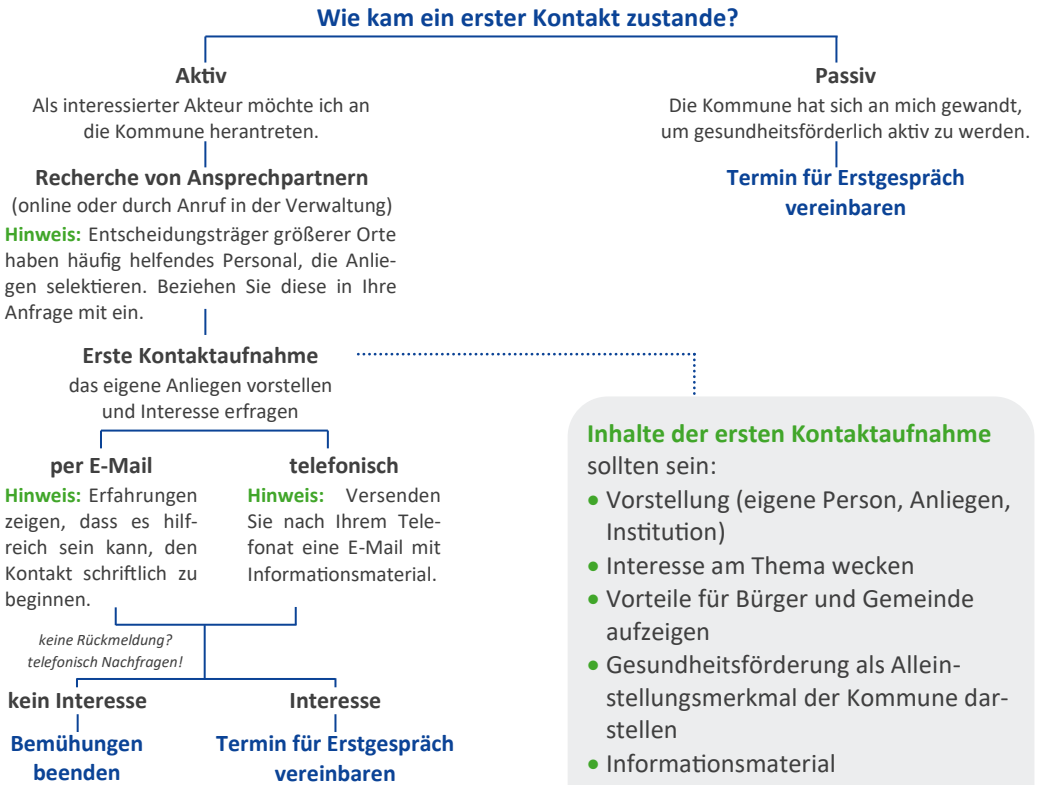 Wie kam ein erster Kontakt zustande?
Aktiv
Als interessierter Akteur möchte ich an
die Kommune herantreten.
Passiv
Die Kommune hat sich an mich gewandt,
um gesundheitsförderlich aktiv zu werden.
Termin für Erstgespräch
vereinbaren
Recherche von Ansprechpartnern
(online oder durch Anruf in der Verwaltung)
Hinweis: Entscheidungsträger größerer Orte
haben häufig helfendes Personal, die Anlie-
gen selektieren. Beziehen Sie diese in Ihre
Anfrage mit ein.
Erste Kontaktaufnahme
das eigene Anliegen vorstellen
und Interesse erfragen
per E-Mail
Hinweis: Erfahrungen
zeigen, dass es hilf-
reich sein kann, den
Kontakt schriftlich zu
beginnen.
telefonisch
Hinweis: Versenden
Sie nach Ihrem Tele-
fonat eine E-Mail mit
Informationsmaterial.
keine Rückmeldung?
telefonisch Nachfragen!
kein Interesse
Bemühungen
beenden
Interesse
Termin für Erstgespräch
vereinbaren
Inhalte der ersten Kontaktaufnahme
sollten sein:
• Vorstellung (eigene Person, Anliegen,
Institution)
• Interesse am Thema wecken
• Vorteile für Bürger und Gemeinde
aufzeigen
• Gesundheitsförderung als Allein-
stellungsmerkmal der Kommune dar-
stellen
• Informationsmaterial